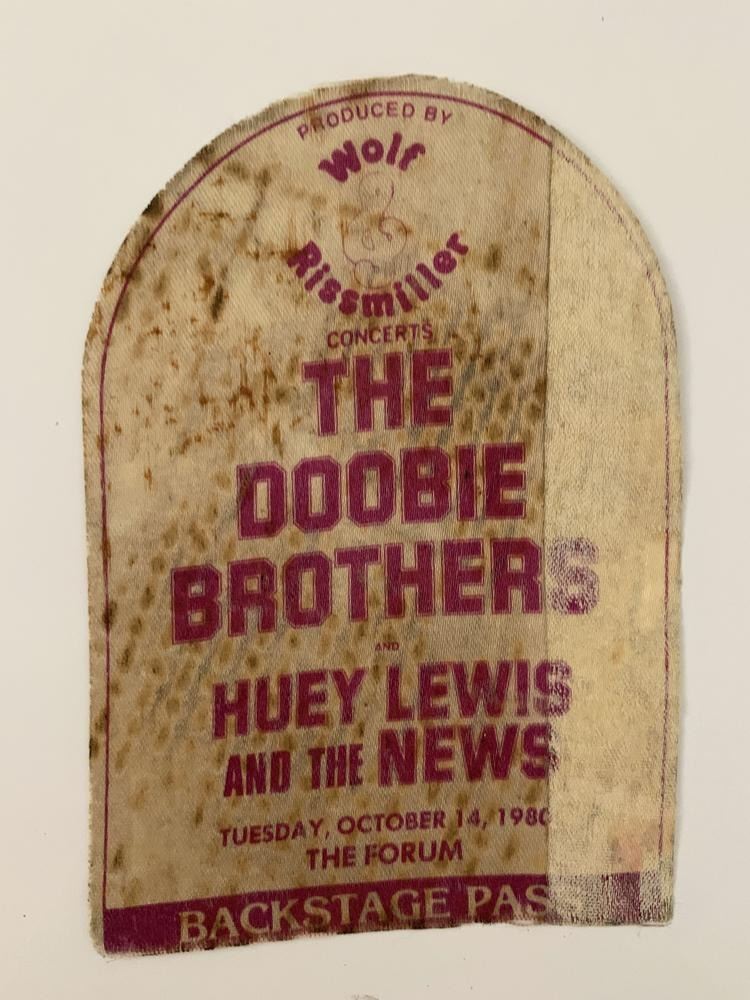 PRODUCED BY
Wolf
&
Rissmiller
CONCERTS
THE
DOOBIE
BROTHERS
AND
HUEY LEWIS
AND THE NEWS
TUESDAY, OCTOBER 14, 1980
THE FORUM
BACKSTAGE PASS